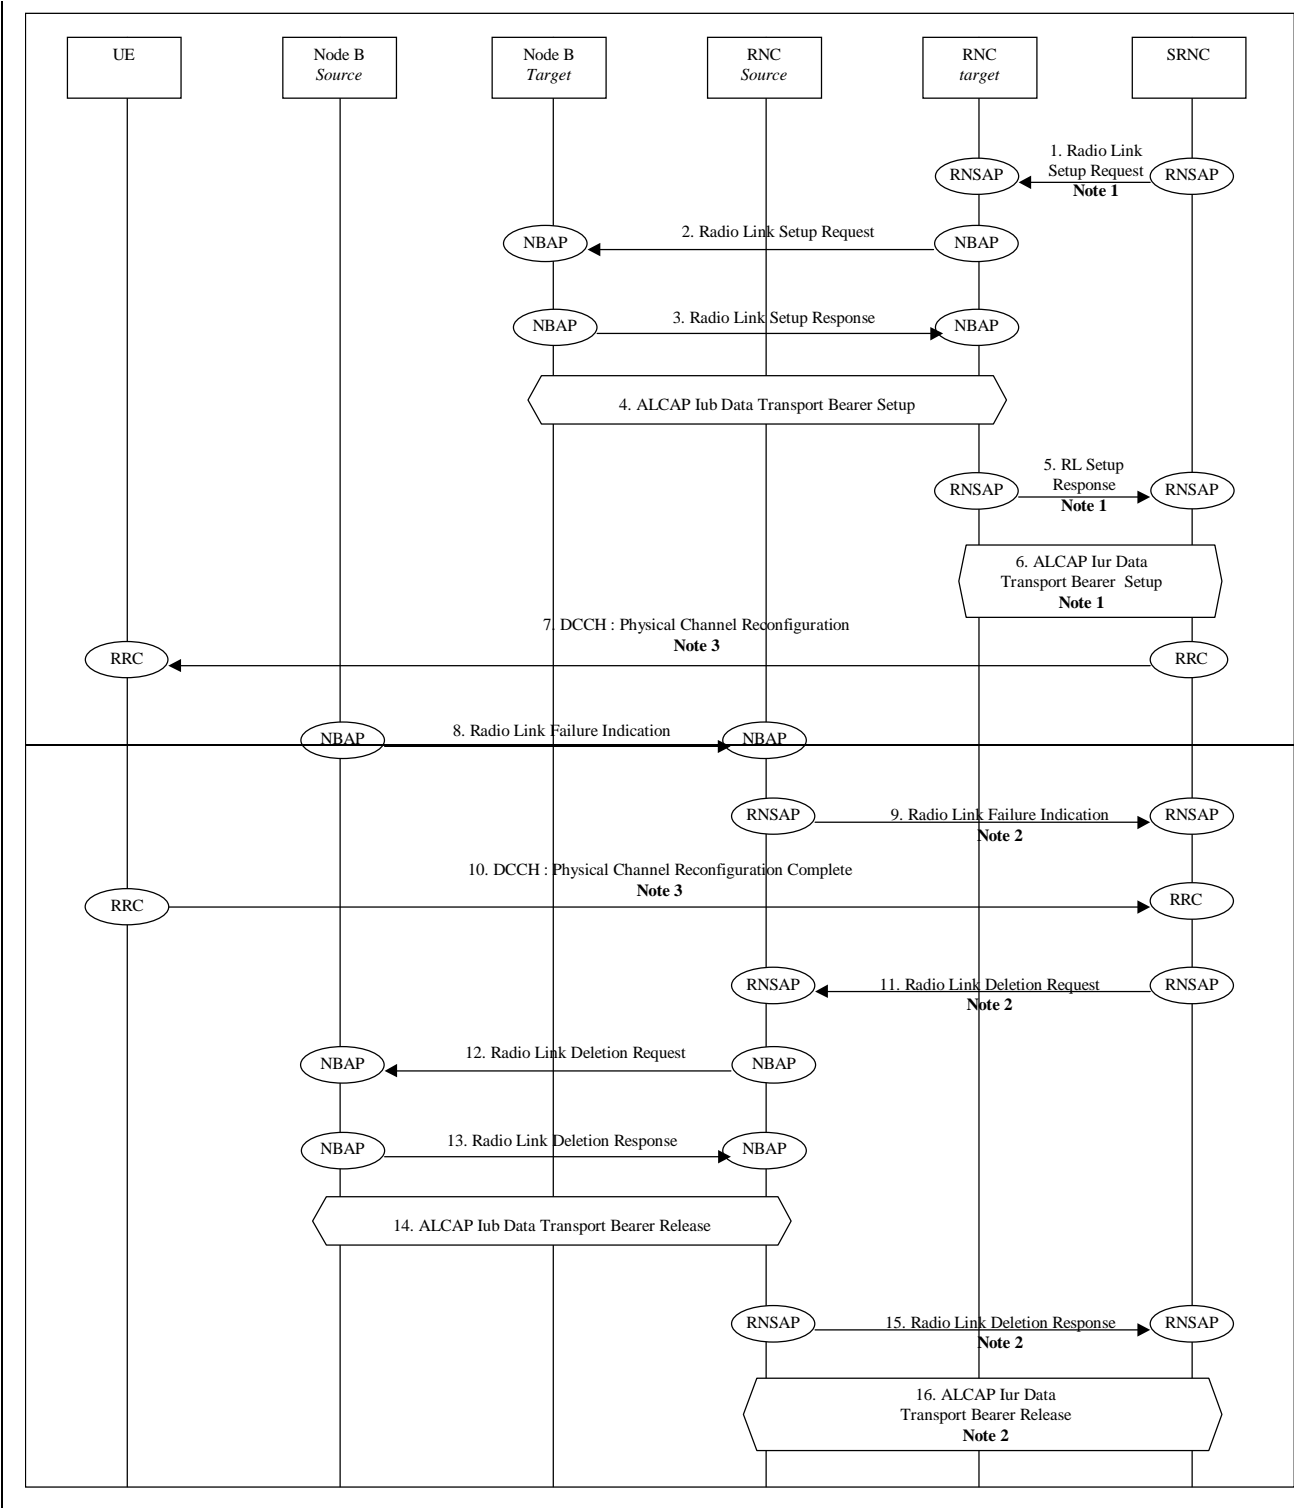 UE
Node B
Source
Node B
Target
RNC
Source
RNC
target
SRNC
1. Radio Link
Setup Request
Note 1
RNSAP
RNSAP
2. Radio Link Setup Request
NBAP
NBAP
3. Radio Link Setup Response
NBAP
NBAP
4. ALCAP Iub Data Transport Bearer Setup
5. RL Setup
Response
Note 1
RNSAP
RNSAP
6. ALCAP Iur Data
Transport Bearer Setup
Note 1
7. DCCH : Physical Channel Reconfiguration
Note 3
RRC
RRC
8. Radio Link Failure Indication
NBAP
NBAP
RNSAP
9. Radio Link Failure Indication
Note 2
RNSAP
10. DCCH : Physical Channel Reconfiguration Complete
Note 3
RRC
RRC
RNSAP
11. Radio Link Deletion Request
Note 2
RNSAP
12. Radio Link Deletion Request
NBAP
NBAP
13. Radio Link Deletion Response
NBAP
NBAP
14. ALCAP Iub Data Transport Bearer Release
RNSAP
15. Radio Link Deletion Response
Note 2
RNSAP
16. ALCAP Iur Data
Transport Bearer Release
Note 2